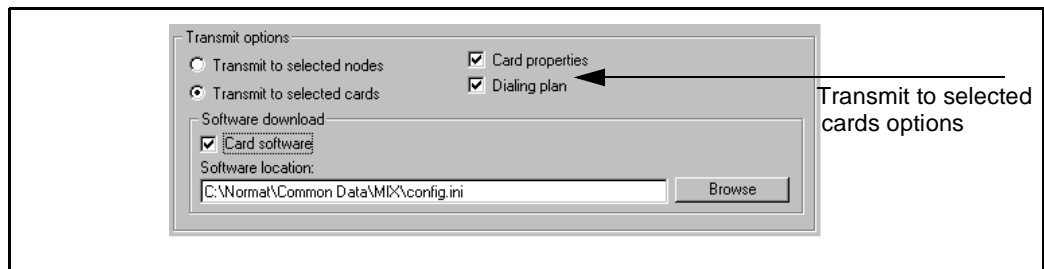 Transmit options
Transmit to selected nodes
Card properties
Transmit to selected cards
Dialing plan
Software download
Card software
Software location:
C:\Normat\Common Data\MIX\config.ini
Browse
Transmit to selected
cards options